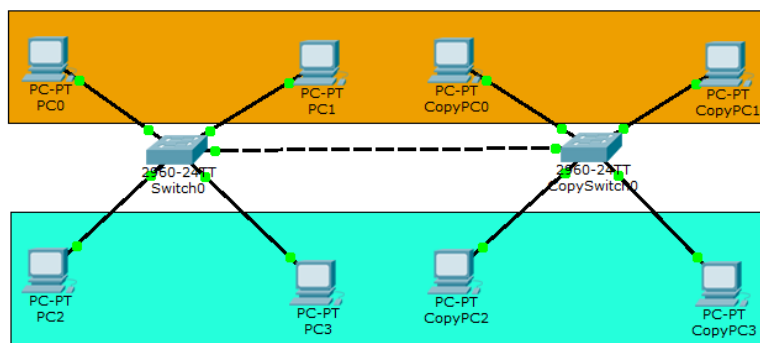 PC-PT
PC0
PC-PT
PC1
PC-PT
CopyPC0
PC-PT
CopyPC1
2960-24TT
Switch0
2960-24TT
CopySwitch0
PC-PT
PC2
PC-PT
PC3
PC-PT
CopyPC2
PC-PT
CopyPC3